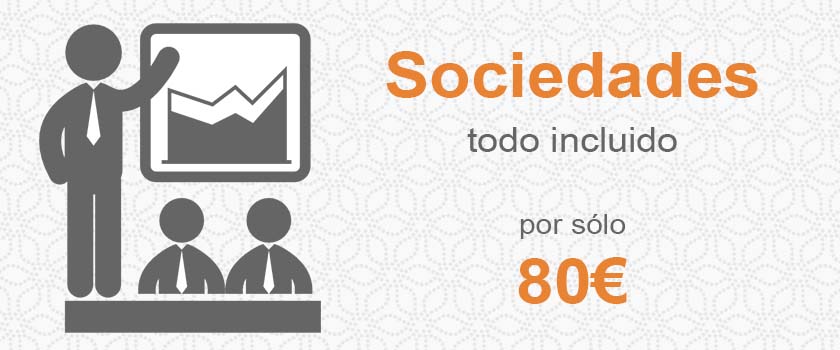 Sociedades
todo incluido
por sólo
80€